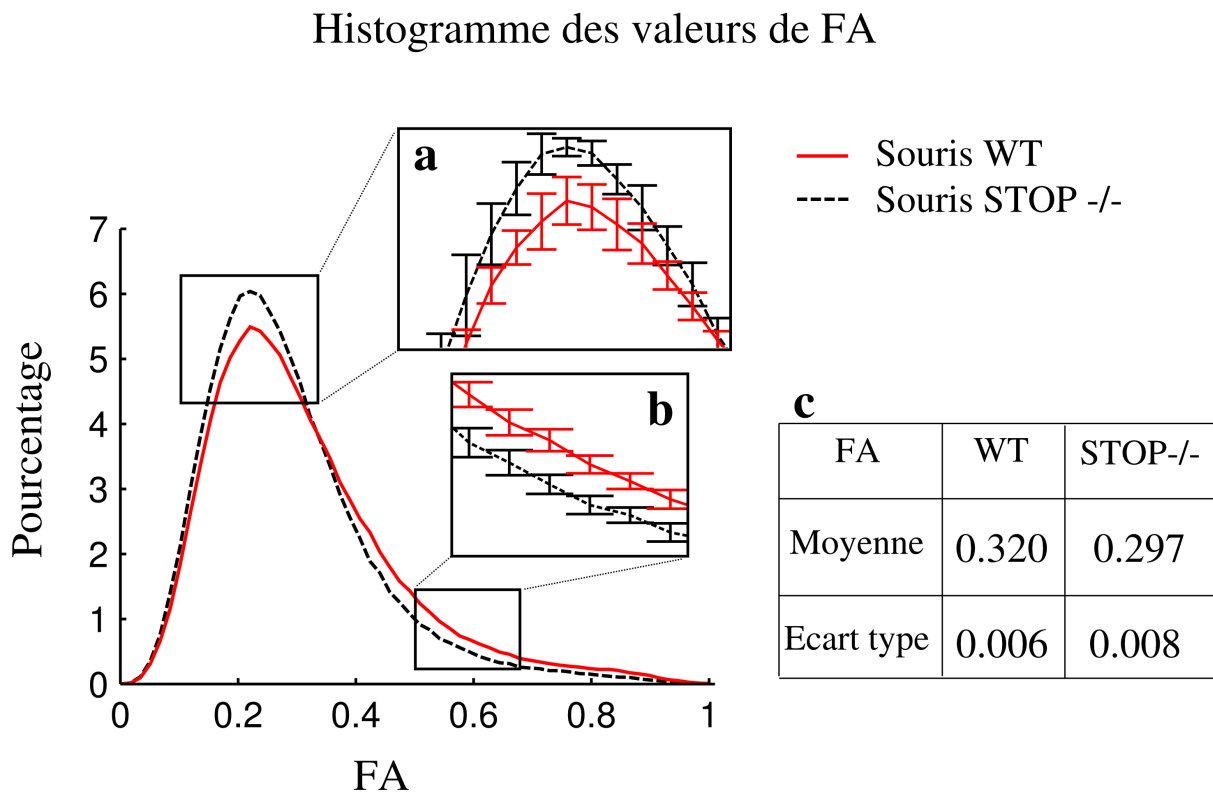 Histogramme des valeurs de FA
a
Souris WT
Souris STOP -/-
7
6
5
4
3
2
1
0
Pourcentage
b
0
0.2
0.4
0.6
0.8
1
FA
c
FA WT STOP-/-
Moyenne 0.320 0.297
Ecart type 0.006 0.008